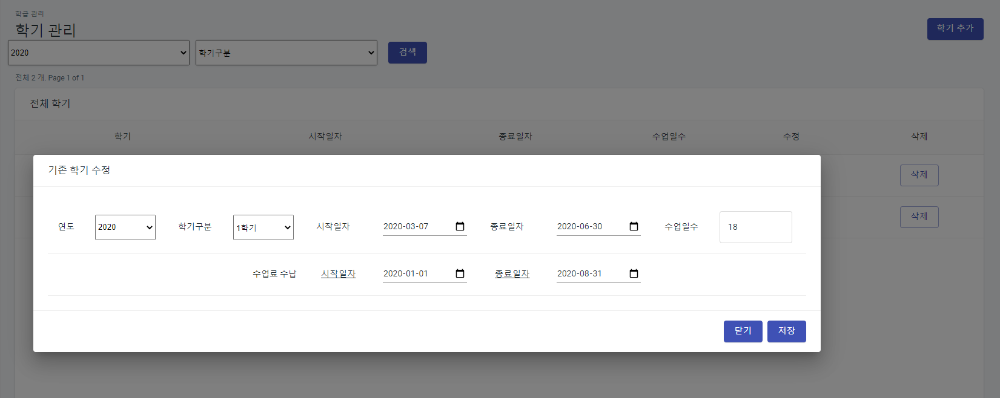 학급 관리
학기 관리
학기 추가
2020 학기구분 검색
전체 2 개. Page 1 of 1
전체 학기
학기 시작일자 종료일자 수업일수 수정 삭제
기존 학기 수정
삭제
연도 2020 학기구분 1학기 시작일자 2020-03-07 종료일자 2020-06-30 수업일수 18
삭제
수업료 수납 시작일자 2020-01-01 종료일자 2020-08-31
닫기 저장